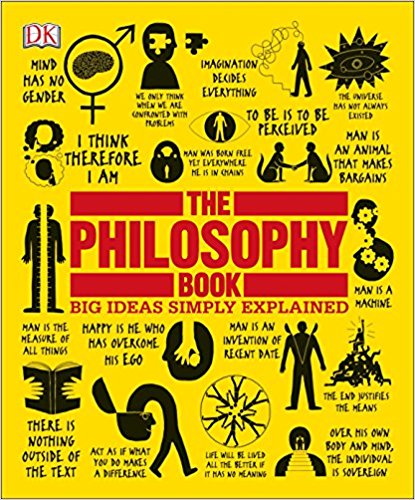 DK
MIND
HAS NO
GENDER
WE ONLY THINK
WHEN WE ARE
CONFRONTED WITH
PROBLEMS
IMAGINATION
DECIDES
EVERYTHING
THE UNIVERSE
HAS NOT ALWAYS
EXISTED
I THINK
THEREFORE
I AM
MAN WAS BORN FREE
YET EVERYWHERE
HE IS IN CHAINS
TO BE IS TO BE
PERCEIVED
MAN IS
AN ANIMAL
THAT MAKES
BARGAINS
THE
PHILOSOPHY
BOOK
BIG IDEAS SIMPLY EXPLAINED
MAN IS A
MACHINE
MAN IS THE
MEASURE OF
ALL THINGS
HAPPY IS HE WHO
HAS OVERCOME
HIS EGO
MAN IS AN
INVENTION OF
RECENT DATE
THE END JUSTIFIES
THE MEANS
THERE IS
NOTHING
OUTSIDE OF
THE TEXT
ACT AS IF WHAT
YOU DO MAKES
A DIFFERENCE
LIFE WILL BE LIVED
ALL THE BETTER IF
IT HAS NO MEANING
OVER HIS OWN
BODY AND MIND,
THE INDIVIDUAL
IS SOVEREIGN